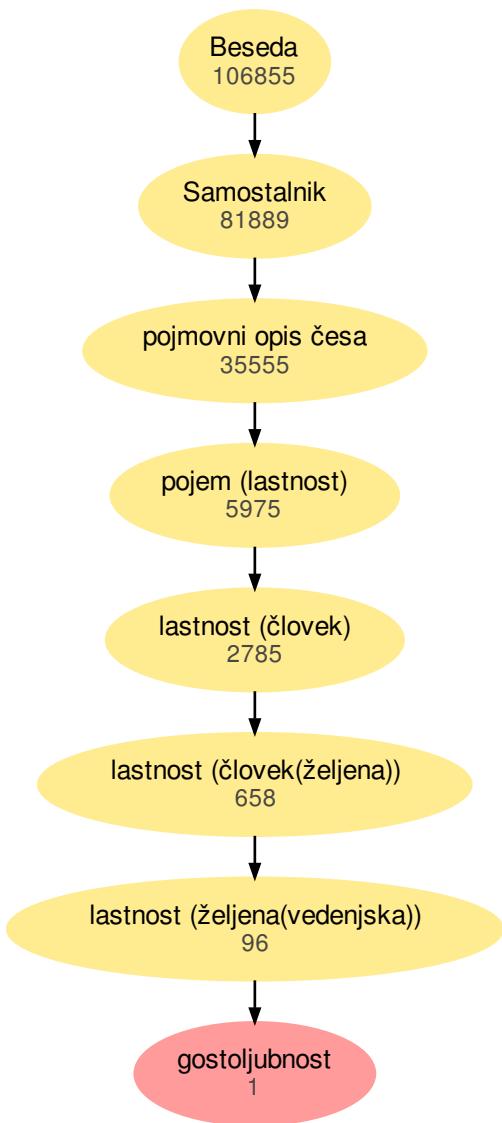 Beseda
106855
Samostalnik
81889
pojmovni opis česa
35555
pojem (lastnost)
5975
lastnost (človek)
2785
lastnost (človek(željena))
658
lastnost (željena(vedenjska))
96
gostoljubnost
1